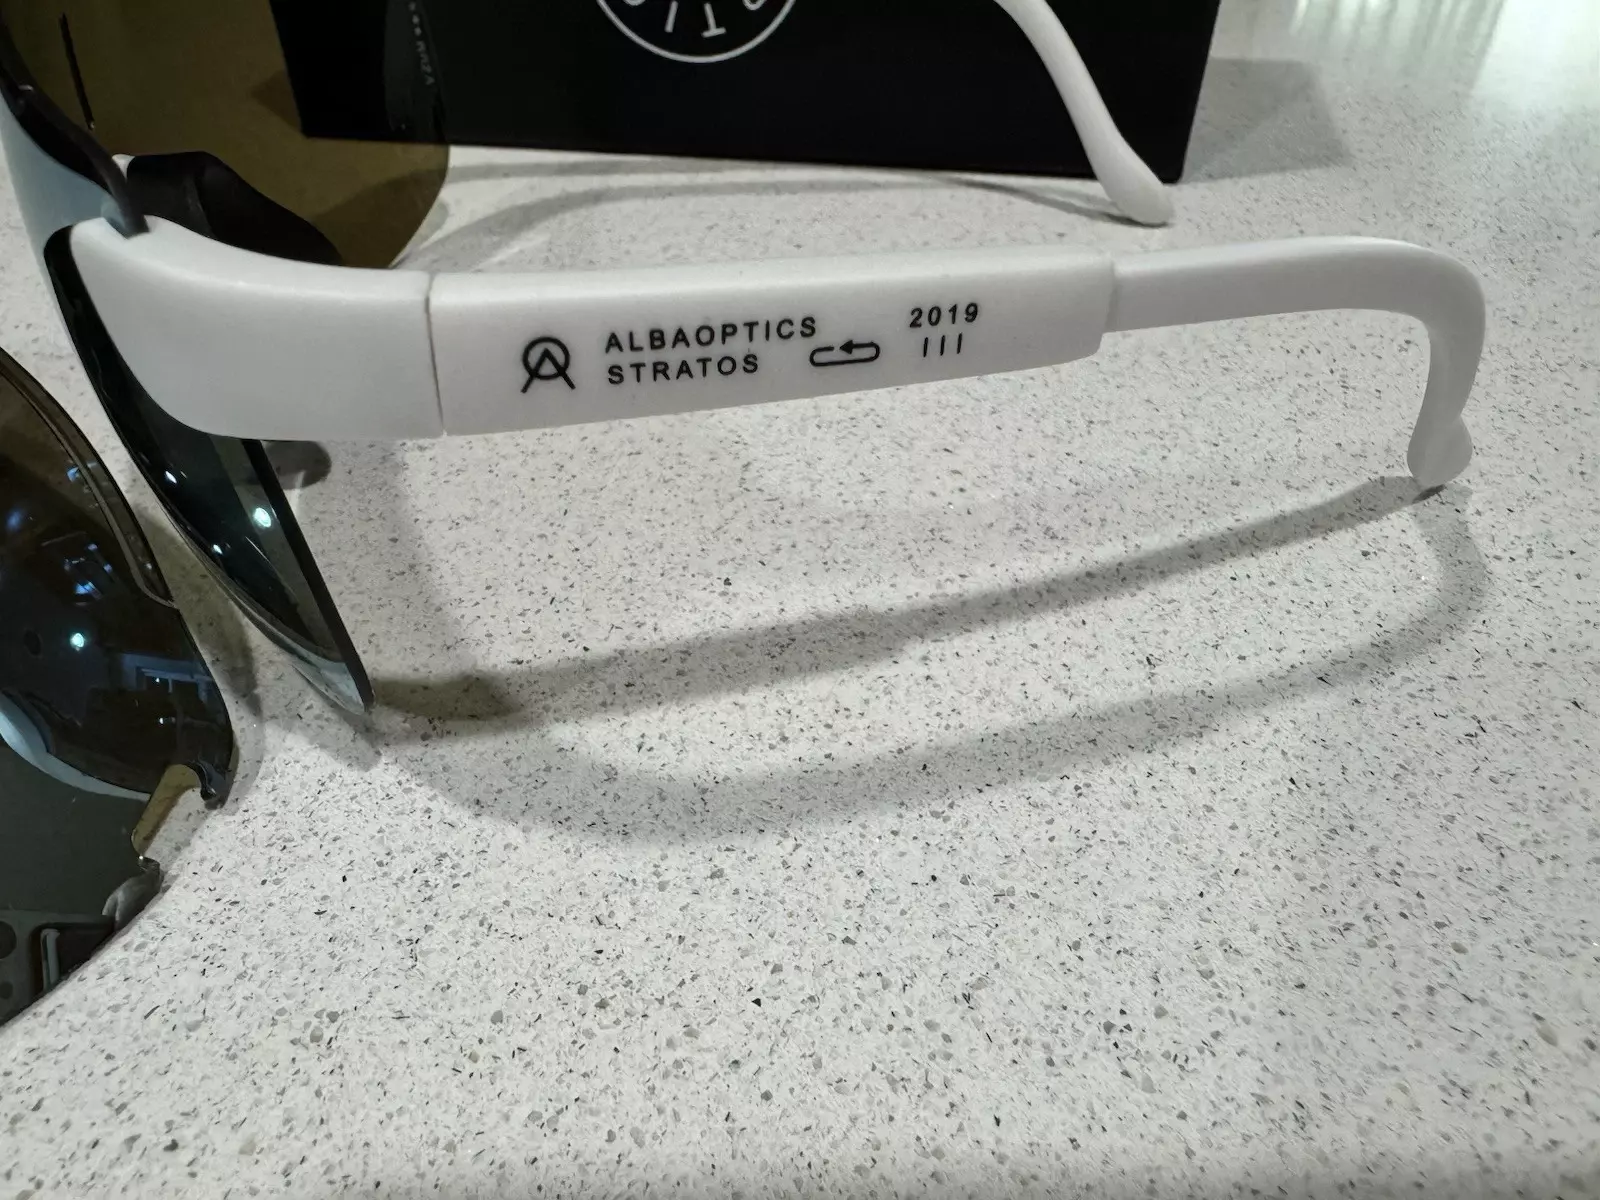 ALBAOPTICS
STRATOS
2019
III